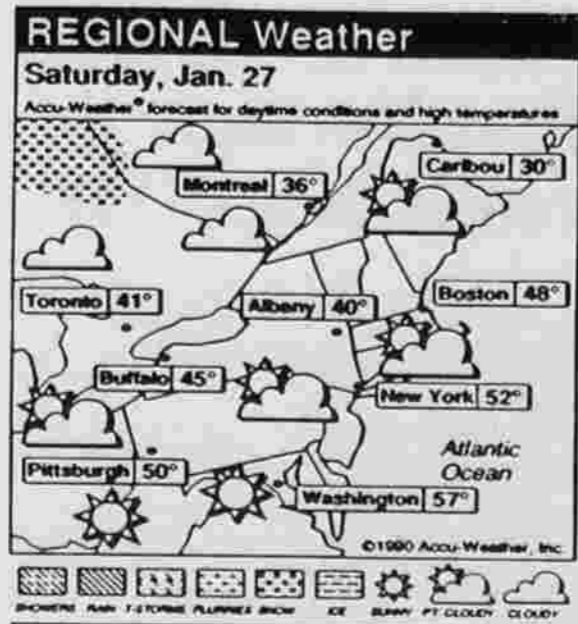 REGIONAL Weather
Saturday, Jan. 27
Accu-Weather® forecast for daytime conditions and high temperatures
Caribou 30°
Montreal 36°
Toronto 41°
Albany 40°
Boston 48°
Buffalo 45°
New York 52°
Atlantic
Ocean
Pittsburgh 50°
Washington 57°
©1990 Accu-Weather, Inc.
SHOWERS RAIN T-STORMS FLURRIES SNOW ICE SUNNY PT. CLOUDY CLOUDY